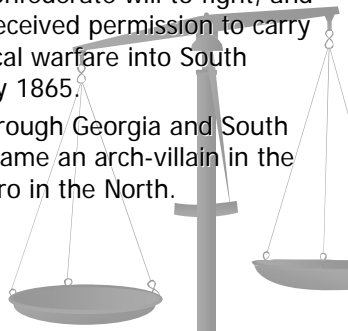 onfederate will to fight, and
eceived permission to carry
cal warfare into South
y 1865.
rough Georgia and South
ame an arch-villain in the
ro in the North.